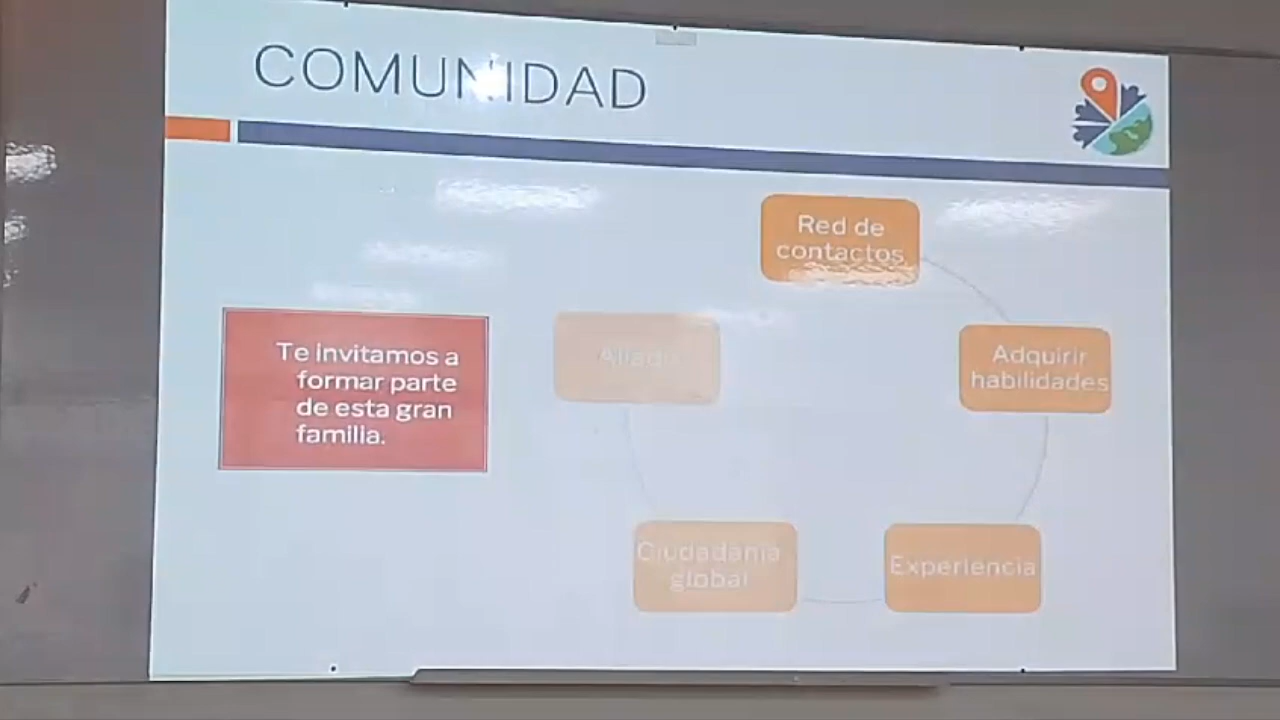 COMUNIDAD
Te invitamos a
formar parte
de esta gran
familia.
Red de
contactos
Adquirir
habilidades
Experiencia
Ciudadanía
global